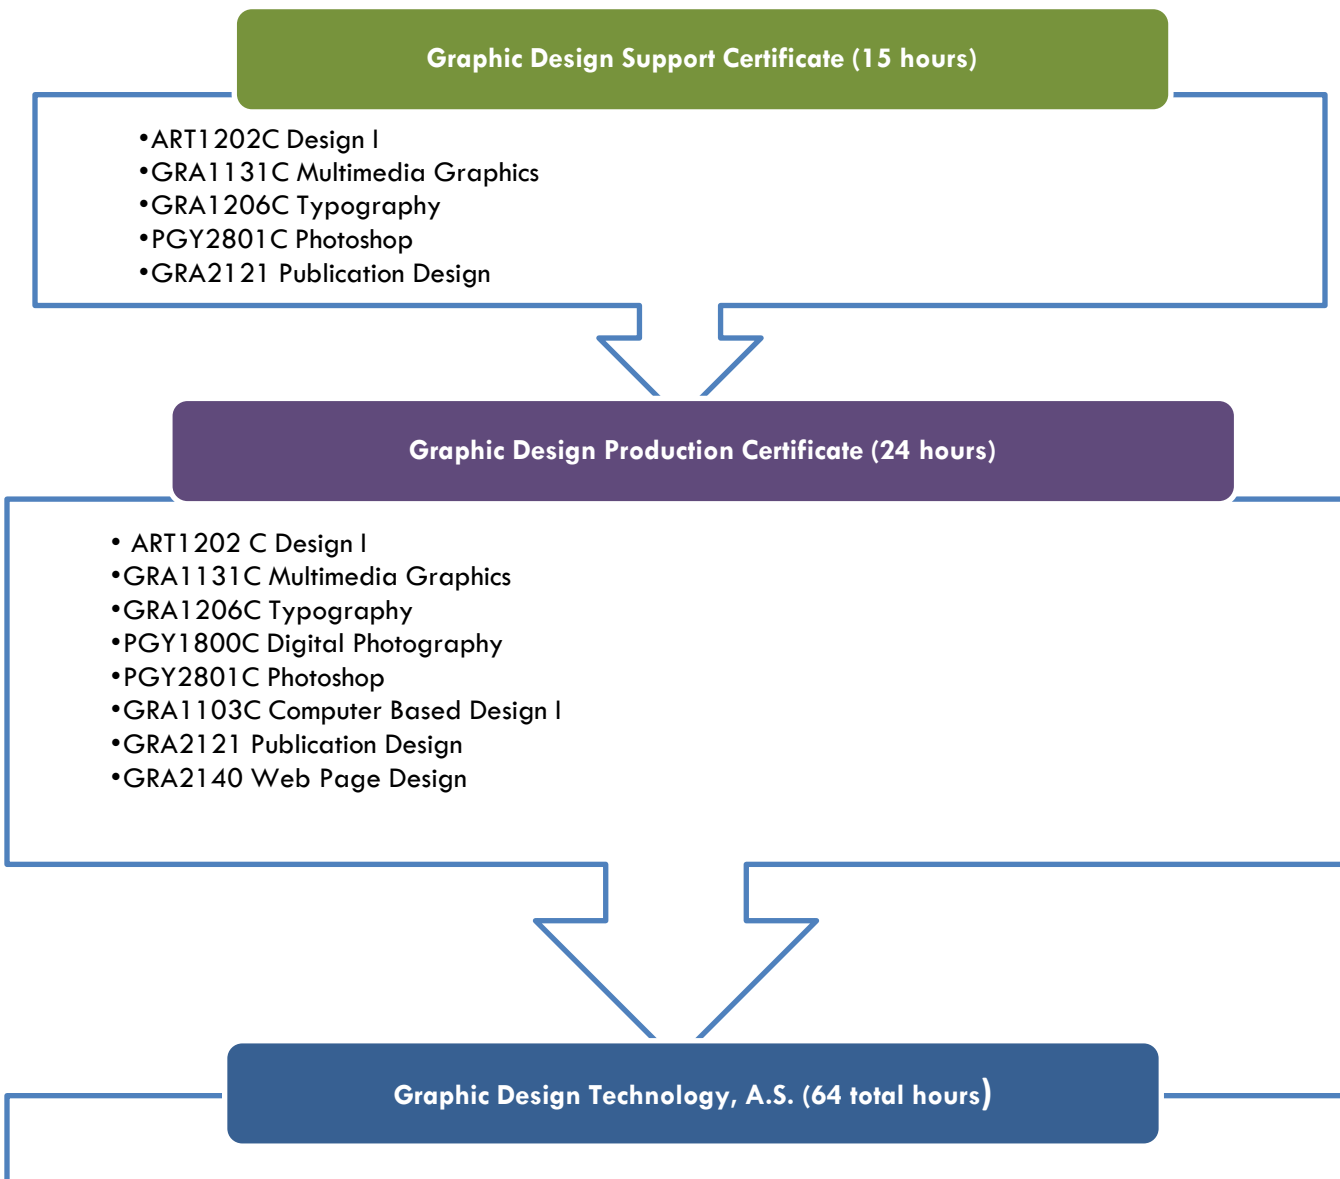 Graphic Design Support Certificate (15 hours)
•ART1202C Design I
•GRA1131C Multimedia Graphics
•GRA1206C Typography
•PGY2801C Photoshop
•GRA2121 Publication Design
Graphic Design Production Certificate (24 hours)
• ART1202 C Design I
•GRA1131C Multimedia Graphics
•GRA1206C Typography
•PGY1800C Digital Photography
•PGY2801C Photoshop
•GRA1103C Computer Based Design I
•GRA2121 Publication Design
•GRA2140 Web Page Design
Graphic Design Technology, A.S. (64 total hours)